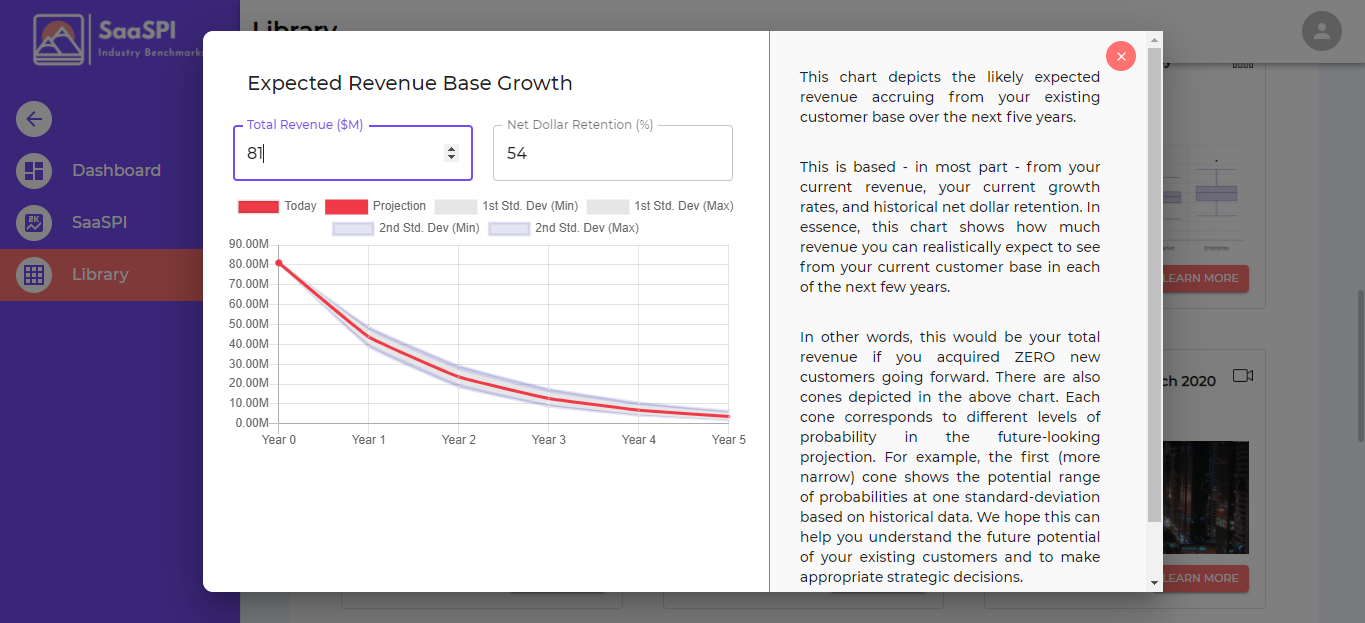 SaaSPI
Industry Benchmarks
Library
Dashboard
SaaSPI
Library
Expected Revenue Base Growth
Total Revenue ($M)
81
Net Dollar Retention (%)
54
Today
Projection
1st Std. Dev (Min)
1st Std. Dev (Max)
2nd Std. Dev (Min)
2nd Std. Dev (Max)
90.00M
80.00M
70.00M
60.00M
50.00M
40.00M
30.00M
20.00M
10.00M
0.00M
Year 0
Year 1
Year 2
Year 3
Year 4
Year 5
This chart depicts the likely expected
revenue accruing from your existing
customer base over the next five years.
This is based - in most part - from your
current revenue, your current growth
rates, and historical net dollar retention. In
essence, this chart shows how much
revenue you can realistically expect to see
from your current customer base in each
of the next few years.
In other words, this would be your total
revenue if you acquired ZERO new
customers going forward. There are also
cones depicted in the above chart. Each
cone corresponds to different levels of
probability in the future-looking
projection. For example, the first (more
narrow) cone shows the potential range
of probabilities at one standard-deviation
based on historical data. We hope this can
help you understand the future potential
of your existing customers and to make
appropriate strategic decisions.
LEARN MORE
ch 2020
LEARN MORE